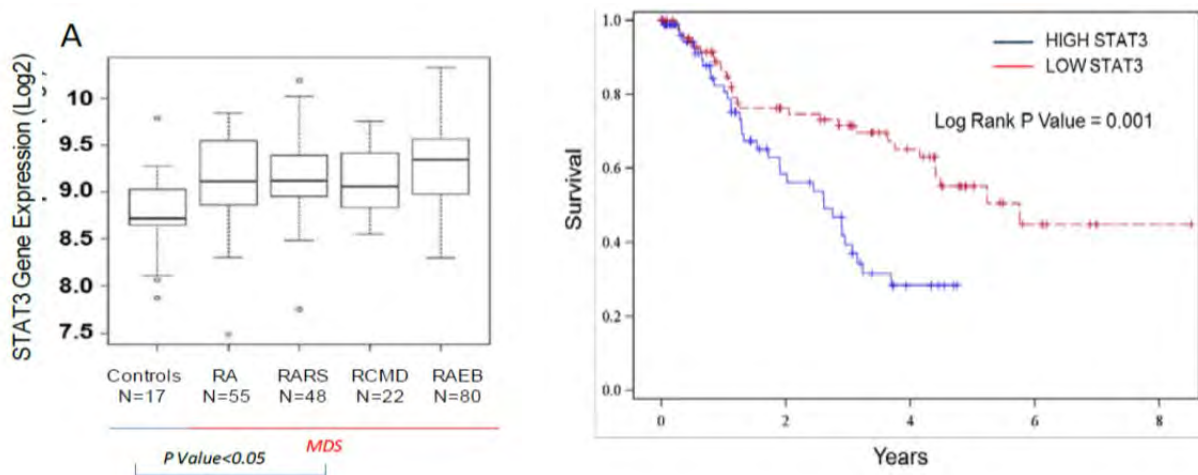 A
STAT3 Gene Expression (Log2)
10
9.5
9.0
8.5
8.0
7.5
Controls RA RARS RCMD RAEB
N=17 N=55 N=48 N=22 N=80
MDS
P Value<0.05
HIGH STAT3
LOW STAT3
Log Rank P Value = 0.001
Survival
1.0
0.8
0.6
0.4
0.2
0.0
0 2 4 6 8
Years